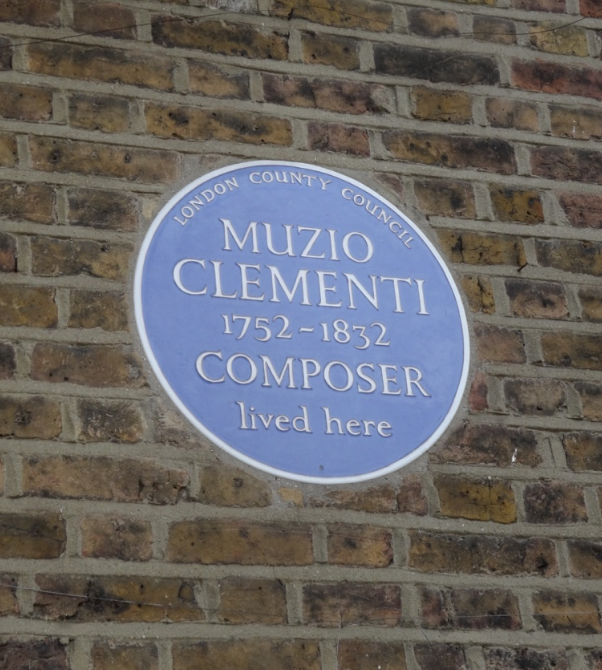 LONDON COUNTY COUNCIL
MUZIO
CLEMENTI
1752-1832
COMPOSER
lived here